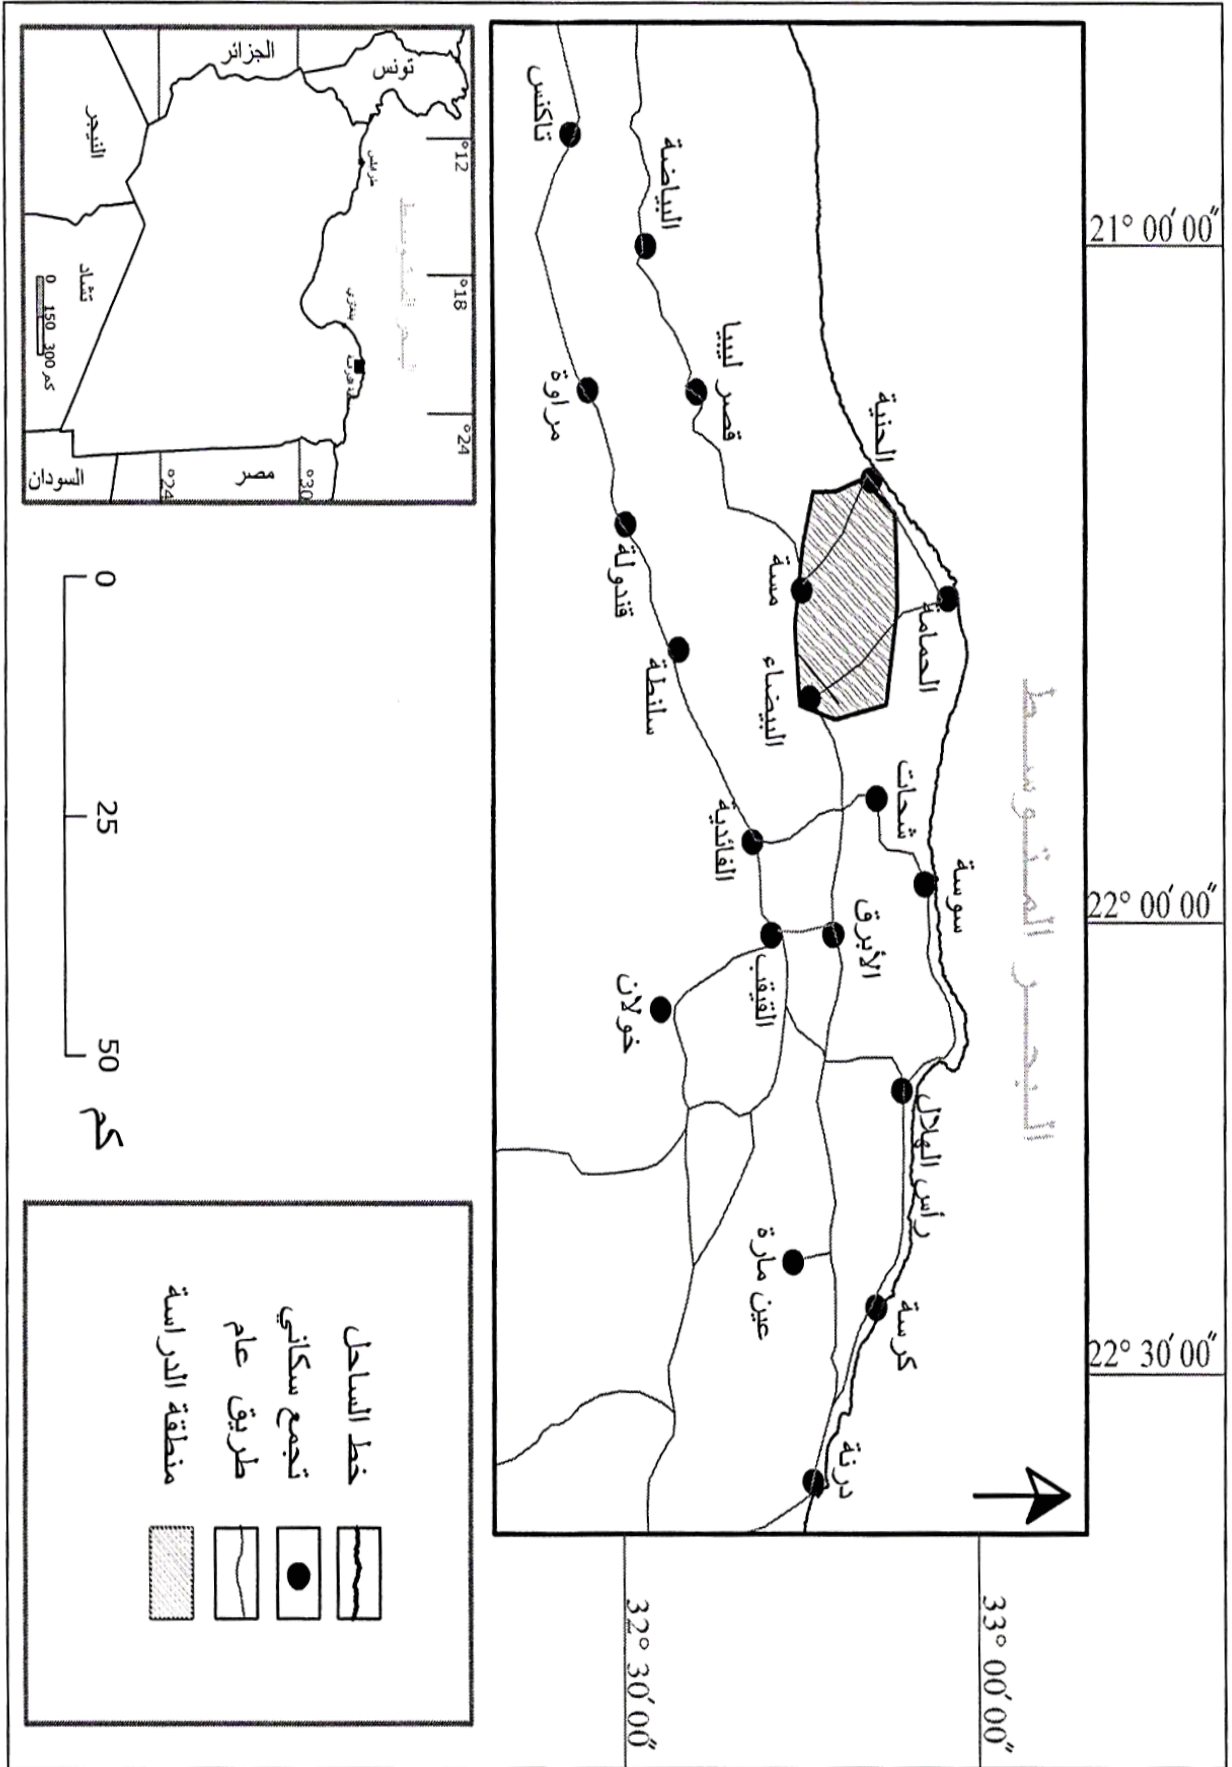 21° 00′ 00″
22° 00′ 00″
22° 30′ 00″
33° 00′ 00″
32° 30′ 00″
البحر المتوسط
الحنية
الحمامة
سوسة
شحات
رأس الهلال
كرسة
درنة
مسة
البيضاء
الأبرق
القيقب
الفائدية
عين مارة
خولان
قصر ليبيا
البياضة
تاكنس
مراوة
قندولة
سلنطة
تونس
الجزائر
النيجر
تشاد
السودان
مصر
طرابلس
بنغازي
°12
°18
°24
°30
°24
0 150 300 كم
0 25 50 كم
خط الساحل
تجمع سكاني
طريق عام
منطقة الدراسة